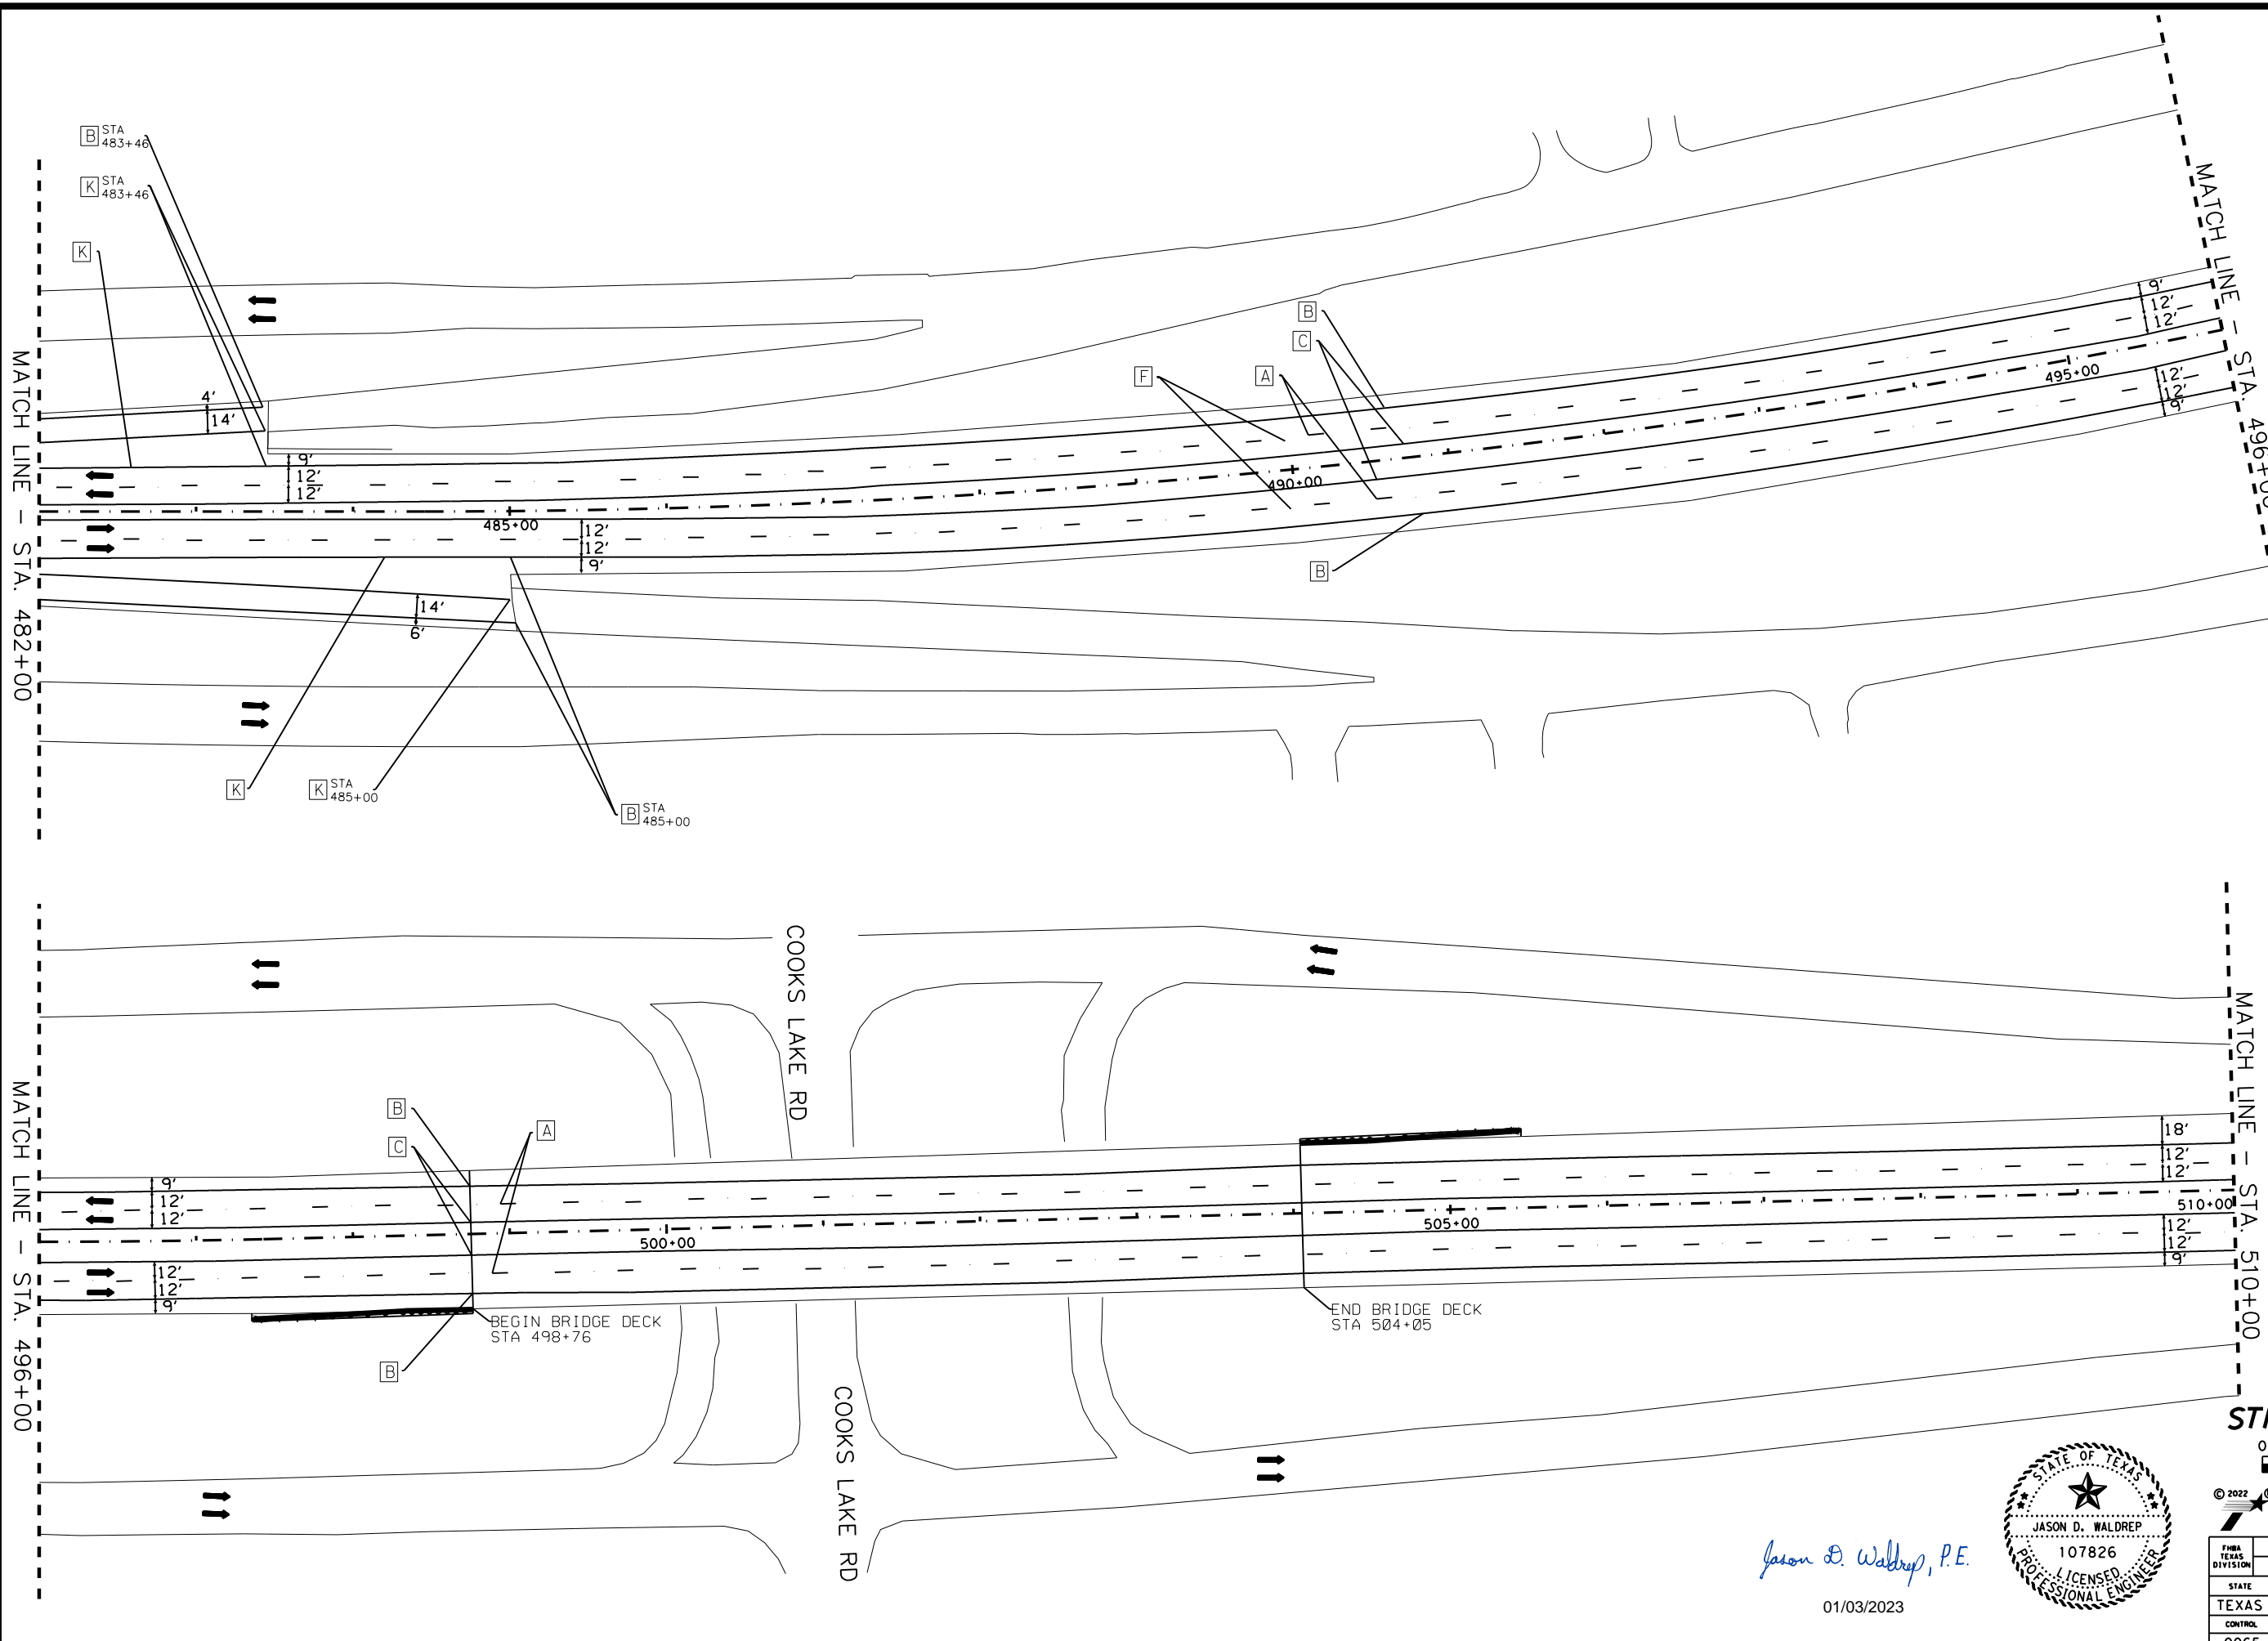 B STA 483+46
K STA 483+46
K
4'
14'
9'
12'
12'
485+00
12'
12'
9'
14'
6'
K
K STA 485+00
B STA 485+00
F
A
B
C
490+00
B
9'
12'
12'
495+00
12'
12'
9'
MATCH LINE - STA. 482+00
MATCH LINE - STA. 496+00
MATCH LINE - STA. 496+00
COOKS LAKE RD
B
C
A
9'
12'
12'
12'
12'
9'
500+00
BEGIN BRIDGE DECK
STA 498+76
B
505+00
END BRIDGE DECK
STA 504+05
18'
12'
12'
510+00
12'
12'
9'
MATCH LINE - STA. 510+00
COOKS LAKE RD
Jason D. Waldrep, P.E.
01/03/2023
STATE OF TEXAS
JASON D. WALDREP
107826
LICENSED
PROFESSIONAL ENGINEER
© 2022
FHWA
TEXAS
DIVISION
STATE
TEXAS
CONTROL